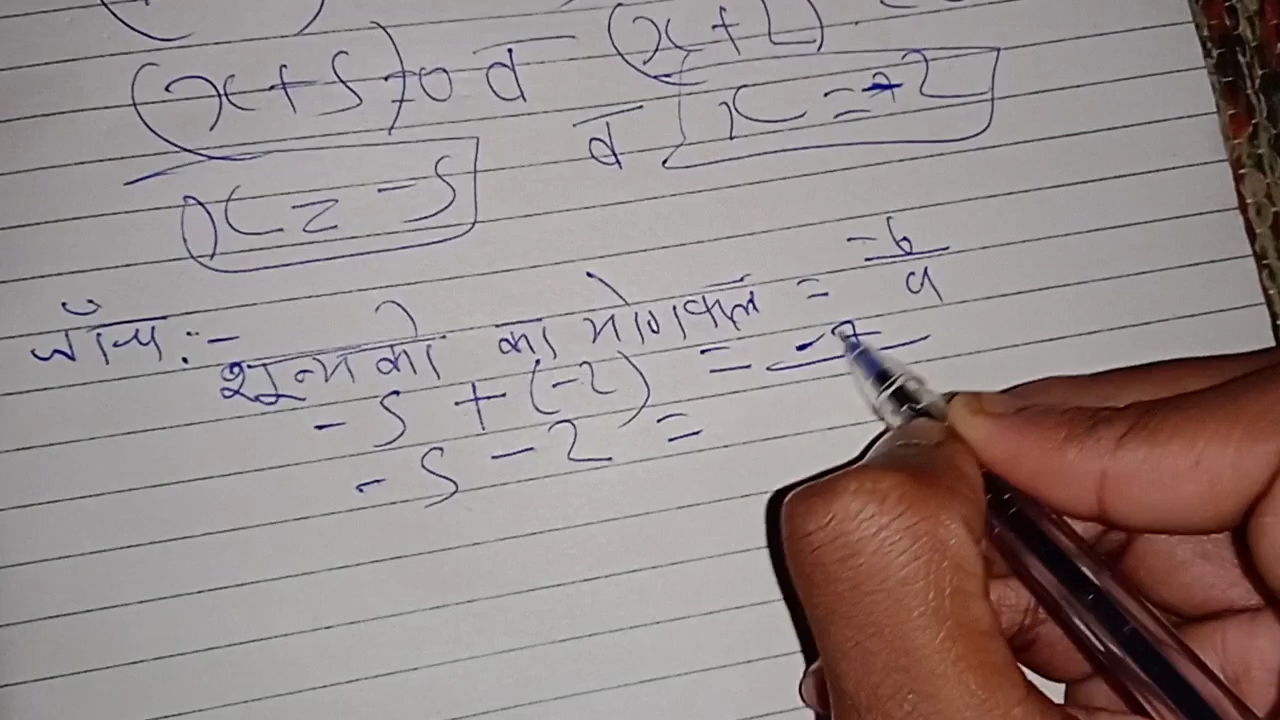 (x+5)=0 व (x+2)
x = -5 व x = -2
जाँच:- शून्यको का योगफल = -b/a
-5 + (-2) = -7
-5 - 2 =